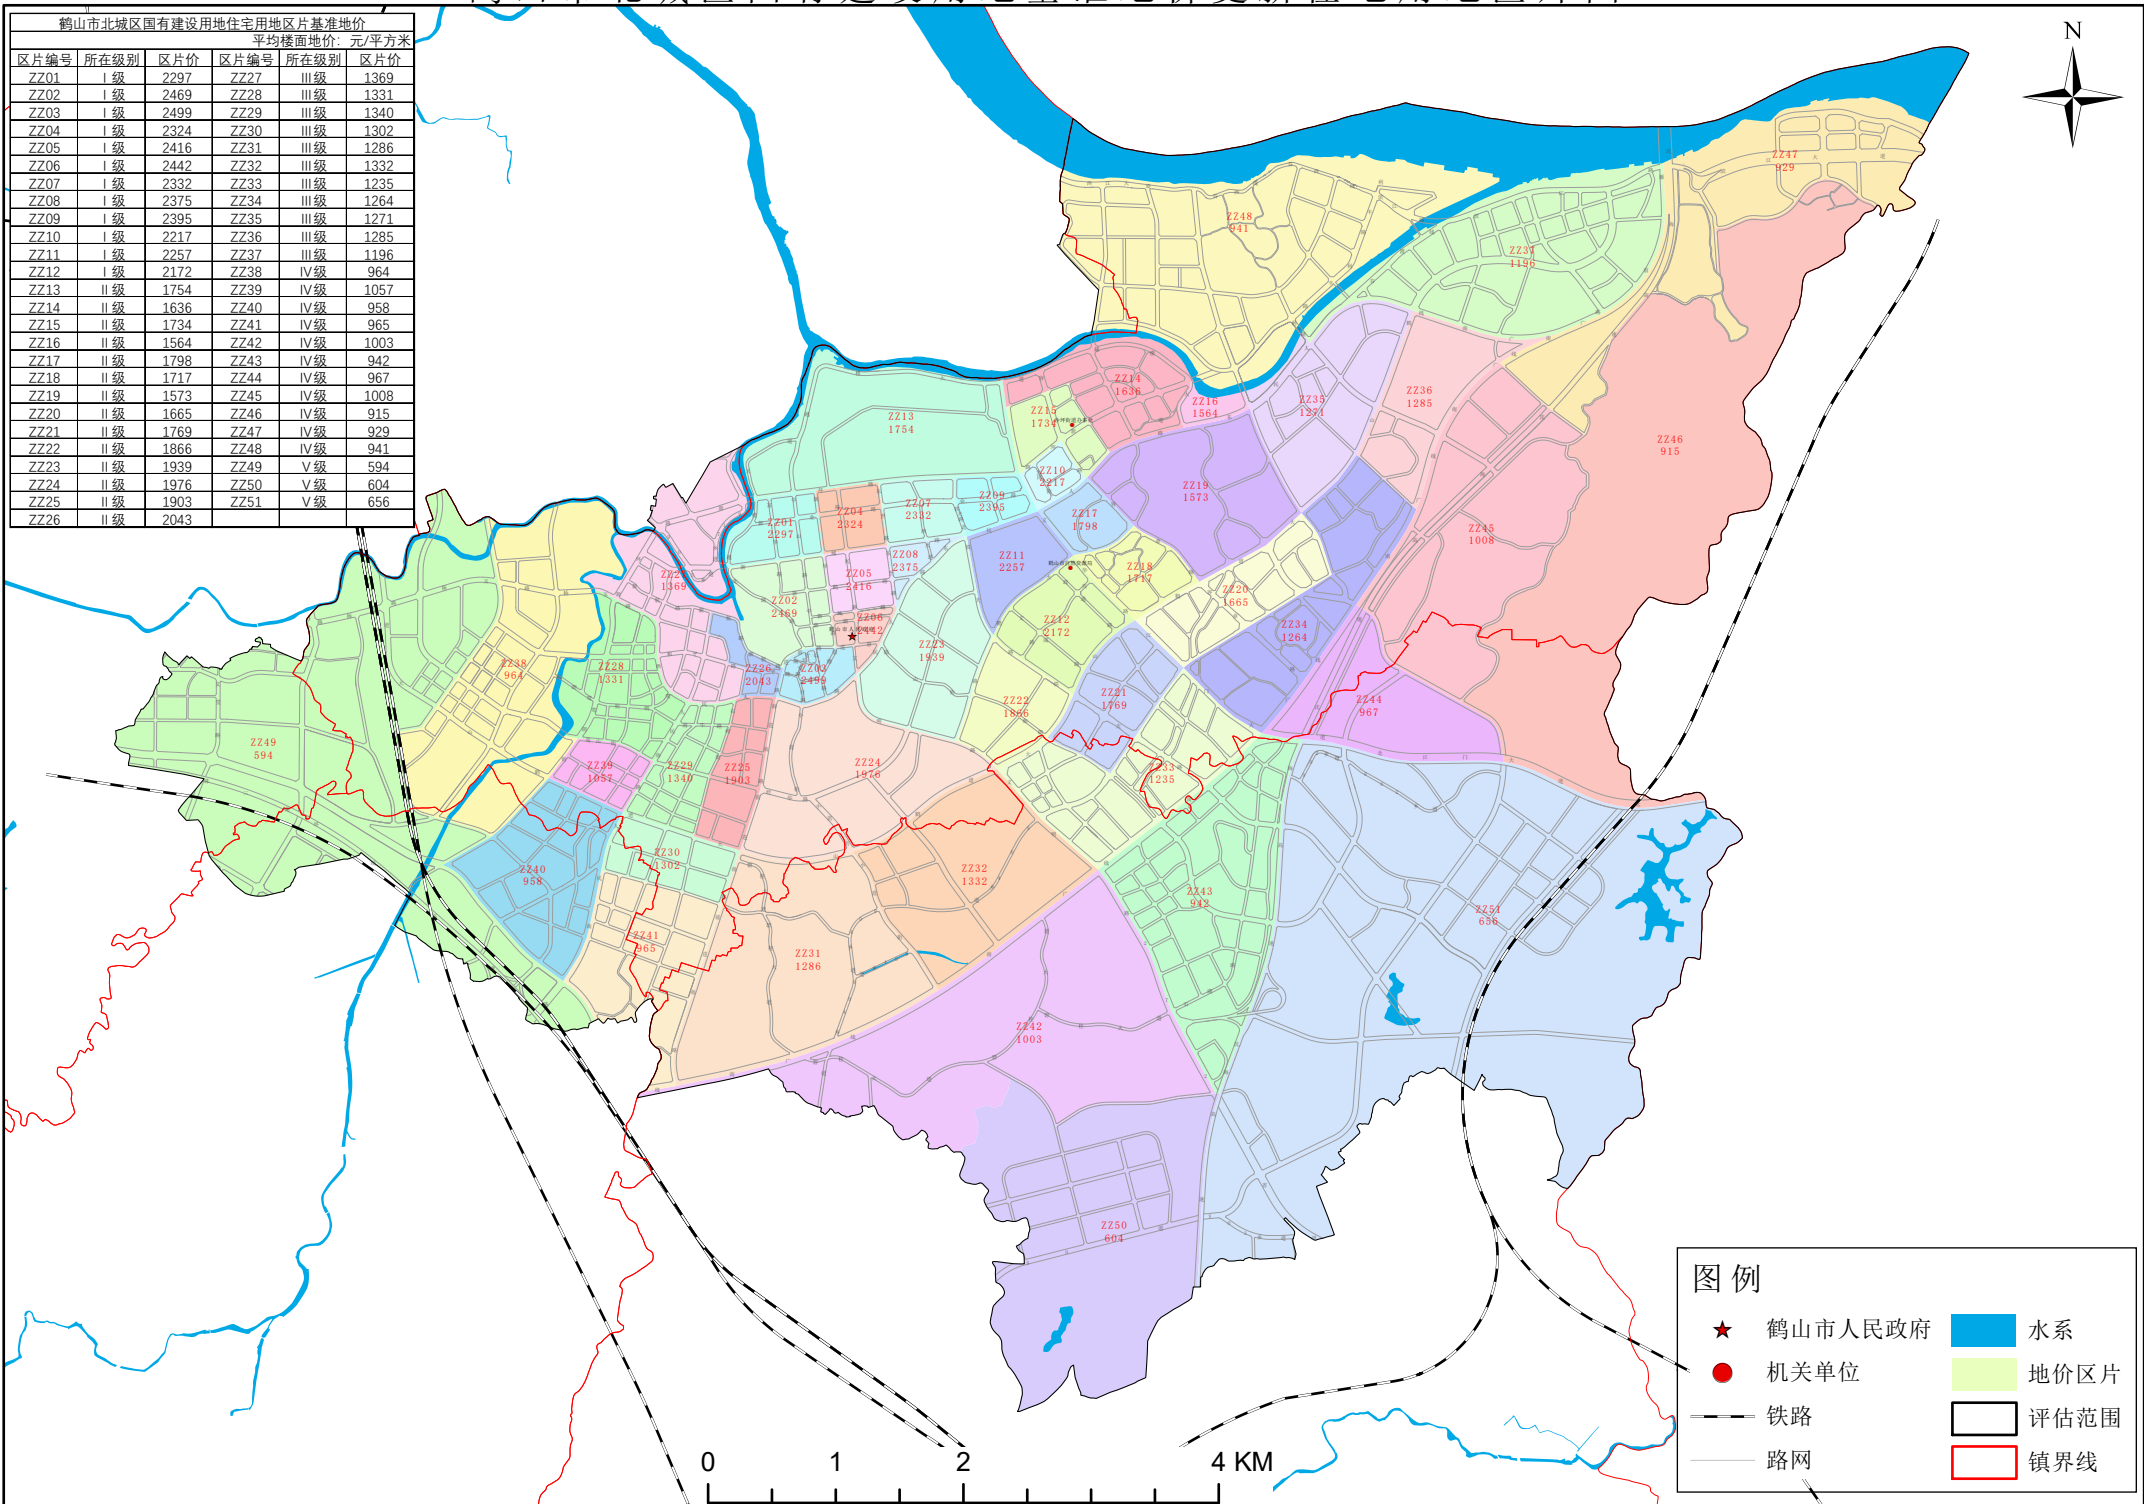 鹤山市北城区国有建设用地住宅用地区片基准地价
平均楼面地价：元/平方米
区片编号 所在级别 区片价 区片编号 所在级别 区片价
ZZ01 Ⅰ级 2297 ZZ27 Ⅲ级 1369
ZZ02 Ⅰ级 2469 ZZ28 Ⅲ级 1331
ZZ03 Ⅰ级 2499 ZZ29 Ⅲ级 1340
ZZ04 Ⅰ级 2324 ZZ30 Ⅲ级 1302
ZZ05 Ⅰ级 2416 ZZ31 Ⅲ级 1286
ZZ06 Ⅰ级 2442 ZZ32 Ⅲ级 1332
ZZ07 Ⅰ级 2332 ZZ33 Ⅲ级 1235
ZZ08 Ⅰ级 2375 ZZ34 Ⅲ级 1264
ZZ09 Ⅰ级 2395 ZZ35 Ⅲ级 1271
ZZ10 Ⅰ级 2217 ZZ36 Ⅲ级 1285
ZZ11 Ⅰ级 2257 ZZ37 Ⅲ级 1196
ZZ12 Ⅰ级 2172 ZZ38 Ⅳ级 964
ZZ13 Ⅱ级 1754 ZZ39 Ⅳ级 1057
ZZ14 Ⅱ级 1636 ZZ40 Ⅳ级 958
ZZ15 Ⅱ级 1734 ZZ41 Ⅳ级 965
ZZ16 Ⅱ级 1564 ZZ42 Ⅳ级 1003
ZZ17 Ⅱ级 1798 ZZ43 Ⅳ级 942
ZZ18 Ⅱ级 1717 ZZ44 Ⅳ级 967
ZZ19 Ⅱ级 1573 ZZ45 Ⅳ级 1008
ZZ20 Ⅱ级 1665 ZZ46 Ⅳ级 915
ZZ21 Ⅱ级 1769 ZZ47 Ⅳ级 929
ZZ22 Ⅱ级 1866 ZZ48 Ⅳ级 941
ZZ23 Ⅱ级 1939 ZZ49 Ⅴ级 594
ZZ24 Ⅱ级 1976 ZZ50 Ⅴ级 604
ZZ25 Ⅱ级 1903 ZZ51 Ⅴ级 656
ZZ26 Ⅱ级 2043
N
ZZ47
929
ZZ48
941
ZZ37
1196
ZZ14
1636
ZZ16
1564
ZZ35
1271
ZZ36
1285
ZZ13
1754
ZZ15
1734
ZZ46
915
ZZ10
2217
ZZ19
1573
ZZ09
2395
ZZ07
2332
ZZ04
2324
ZZ01
2297
ZZ17
1798
ZZ45
1008
ZZ11
2257
ZZ08
2375
ZZ05
2416
ZZ18
1717
1369
ZZ20
1665
ZZ02
2469
ZZ06
2442
ZZ12
2172
ZZ34
1264
ZZ23
1939
ZZ38
964
ZZ28
1331
ZZ26
2043
ZZ03
2499
ZZ22
1866
ZZ21
1769
ZZ44
967
ZZ49
594
ZZ39
1057
ZZ29
1340
ZZ25
1903
ZZ24
1976
ZZ33
1235
ZZ40
958
ZZ30
1302
ZZ32
1332
ZZ43
942
ZZ51
656
ZZ41
965
ZZ31
1286
ZZ42
1003
ZZ50
604
图例
鹤山市人民政府 水系
机关单位 地价区片
铁路 评估范围
路网 镇界线
0 1 2 4 KM